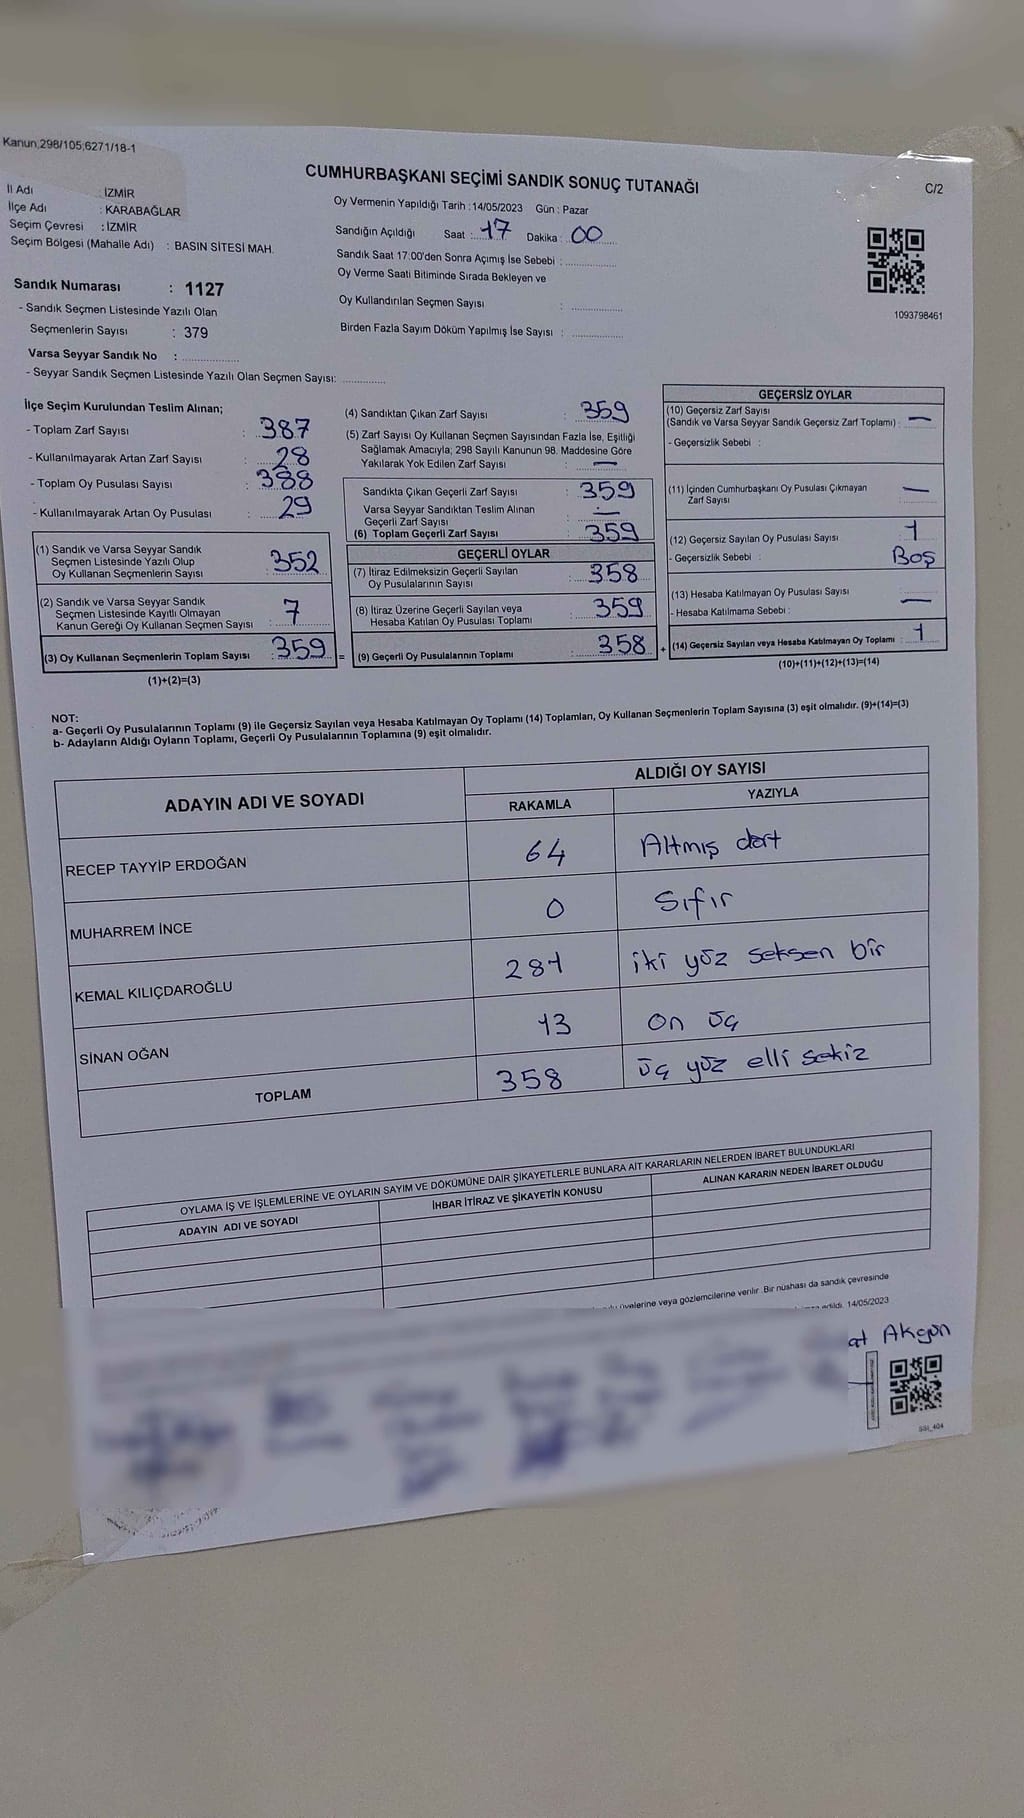 Kanun,298/105,6271/18-1
CUMHURBAŞKANI SEÇİMİ SANDIK SONUÇ TUTANAĞI
C/2
İl Adı : İZMİR
İlçe Adı : KARABAĞLAR
Seçim Çevresi : İZMİR
Seçim Bölgesi (Mahalle Adı) : BASIN SİTESİ MAH.
Oy Vermenin Yapıldığı Tarih :14/05/2023 Gün : Pazar
Sandığın Açıldığı Saat : 17 Dakika : 00
Sandık Saat 17:00'den Sonra Açımış İse Sebebi :
Oy Verme Saati Bitiminde Sırada Bekleyen ve
Oy Kullandırılan Seçmen Sayısı :
Birden Fazla Sayım Döküm Yapılmış İse Sayısı :
1093798461
Sandık Numarası : 1127
- Sandık Seçmen Listesinde Yazılı Olan
Seçmenlerin Sayısı : 379
Varsa Seyyar Sandık No :
- Seyyar Sandık Seçmen Listesinde Yazılı Olan Seçmen Sayısı:
İlçe Seçim Kurulundan Teslim Alınan;
- Toplam Zarf Sayısı : 387
- Kullanılmayarak Artan Zarf Sayısı : 28
- Toplam Oy Pusulası Sayısı : 388
- Kullanılmayarak Artan Oy Pusulası : 29
(1) Sandık ve Varsa Seyyar Sandık
Seçmen Listesinde Yazılı Olup
Oy Kullanan Seçmenlerin Sayısı : 352
(2) Sandık ve Varsa Seyyar Sandık
Seçmen Listesinde Kayıtlı Olmayan
Kanun Gereği Oy Kullanan Seçmen Sayısı : 7
(3) Oy Kullanan Seçmenlerin Toplam Sayısı : 359 =
(1)+(2)=(3)
(4) Sandıktan Çıkan Zarf Sayısı : 359
(5) Zarf Sayısı Oy Kullanan Seçmen Sayısından Fazla İse, Eşitliği
Sağlamak Amacıyla; 298 Sayılı Kanunun 98. Maddesine Göre
Yakılarak Yok Edilen Zarf Sayısı : —
Sandıkta Çıkan Geçerli Zarf Sayısı : 359
Varsa Seyyar Sandıktan Teslim Alınan
Geçerli Zarf Sayısı : —
(6) Toplam Geçerli Zarf Sayısı : 359
GEÇERLİ OYLAR
(7) İtiraz Edilmeksizin Geçerli Sayılan
Oy Pusulalarının Sayısı : 358
(8) İtiraz Üzerine Geçerli Sayılan veya
Hesaba Katılan Oy Pusulası Toplamı : 359
(9) Geçerli Oy Pusulalarının Toplamı : 358 +
GEÇERSİZ OYLAR
(10) Geçersiz Zarf Sayısı
(Sandık ve Varsa Seyyar Sandık Geçersiz Zarf Toplamı) : —
- Geçersizlik Sebebi :
(11) İçinden Cumhurbaşkanı Oy Pusulası Çıkmayan
Zarf Sayısı : —
(12) Geçersiz Sayılan Oy Pusulası Sayısı : 1
- Geçersizlik Sebebi : Boş
(13) Hesaba Katılmayan Oy Pusulası Sayısı : —
- Hesaba Katılmama Sebebi :
(14) Geçersiz Sayılan veya Hesaba Katılmayan Oy Toplamı : 1
(10)+(11)+(12)+(13)=(14)
NOT:
a- Geçerli Oy Pusulalarının Toplamı (9) ile Geçersiz Sayılan veya Hesaba Katılmayan Oy Toplamı (14) Toplamları, Oy Kullanan Seçmenlerin Toplam Sayısına (3) eşit olmalıdır. (9)+(14)=(3)
b- Adayların Aldığı Oyların Toplamı, Geçerli Oy Pusulalarının Toplamına (9) eşit olmalıdır.
ADAYIN ADI VE SOYADI ALDIĞI OY SAYISI
RAKAMLA YAZIYLA
RECEP TAYYİP ERDOĞAN 64 Altmış dört
MUHARREM İNCE 0 Sıfır
KEMAL KILIÇDAROĞLU 281 iki yüz seksen bir
SİNAN OĞAN 13 on üç
TOPLAM 358 üç yüz elli sekiz
OYLAMA İŞ VE İŞLEMLERİNE VE OYLARIN SAYIM VE DÖKÜMÜNE DAİR ŞİKAYETLERLE BUNLARA AİT KARARLARIN NELERDEN İBARET BULUNDUKLARI
ADAYIN ADI VE SOYADI İHBAR İTİRAZ VE ŞİKAYETİN KONUSU ALINAN KARARIN NEDEN İBARET OLDUĞU
üyelerine veya gözlemcilerine verilir .Bir nüshası da sandık çevresinde
edildi. 14/05/2023
at Akgün
SSI_404